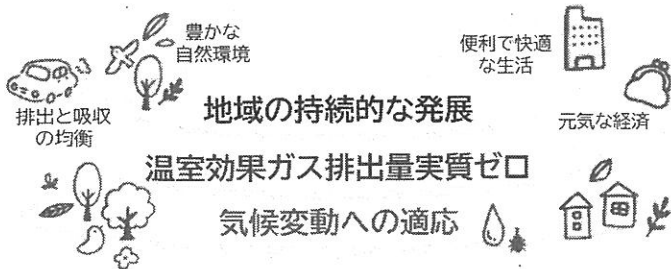 豊かな
自然環境
便利で快適
な生活
排出と吸収
の均衡
元気な経済
地域の持続的な発展
温室効果ガス排出量実質ゼロ
気候変動への適応